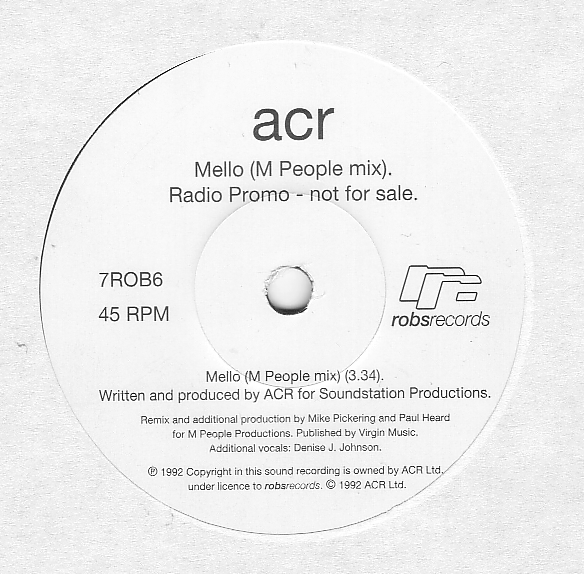 acr
Mello (M People mix).
Radio Promo - not for sale.
7ROB6
45 RPM
robsrecords
Mello (M People mix) (3.34).
Written and produced by ACR for Soundstation Productions.
Remix and additional production by Mike Pickering and Paul Heard
for M People Productions. Published by Virgin Music.
Additional vocals: Denise J. Johnson.
℗ 1992 Copyright in this sound recording is owned by ACR Ltd.
under licence to robsrecords. © 1992 ACR Ltd.